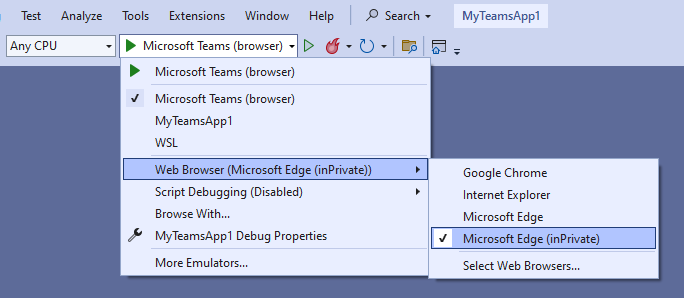 Test Analyze Tools Extensions Window Help Search MyTeamsApp1
Any CPU Microsoft Teams (browser)
Microsoft Teams (browser)
Microsoft Teams (browser)
MyTeamsApp1
WSL
Web Browser (Microsoft Edge (inPrivate))
Script Debugging (Disabled)
Browse With...
MyTeamsApp1 Debug Properties
More Emulators...
Google Chrome
Internet Explorer
Microsoft Edge
Microsoft Edge (inPrivate)
Select Web Browsers...